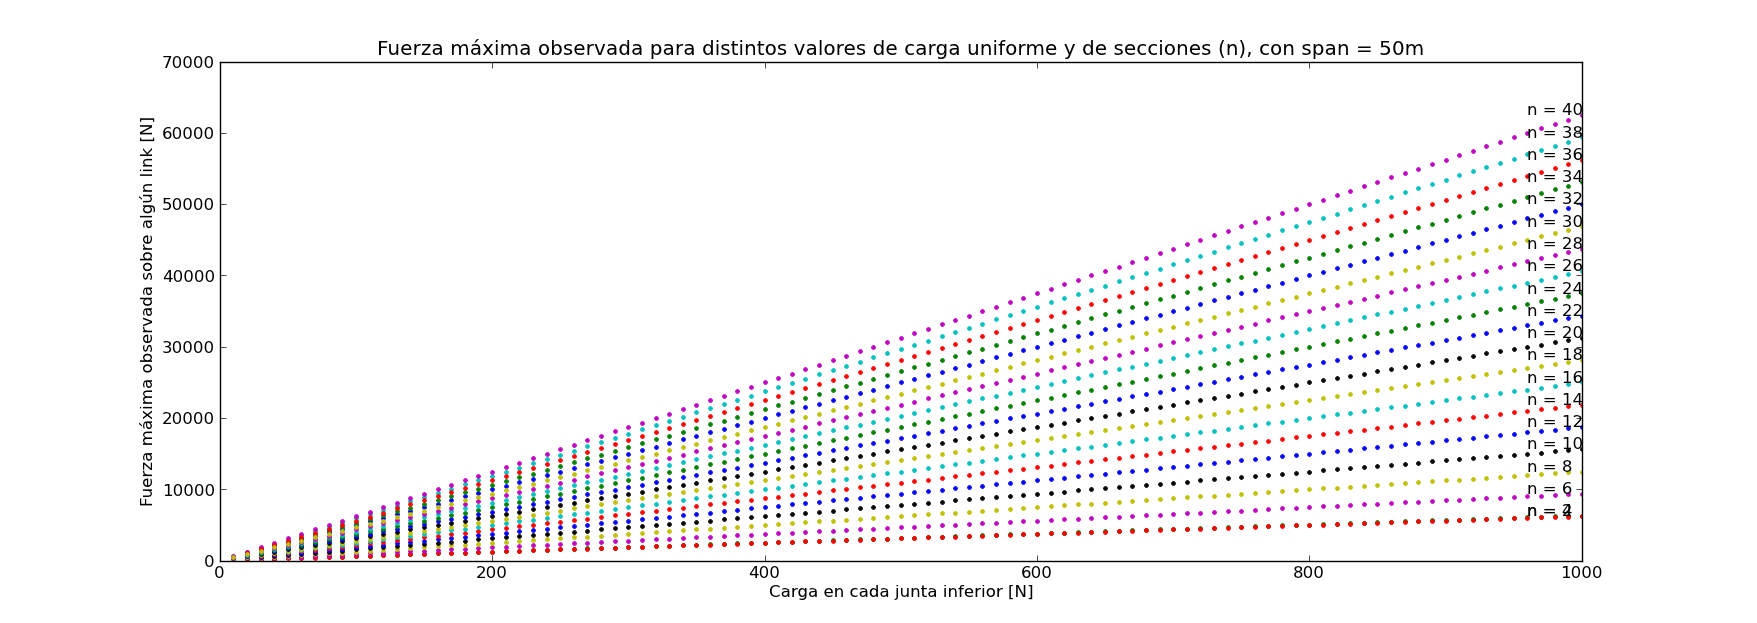 Fuerza máxima observada para distintos valores de carga uniforme y de secciones (n), con span = 50m
Fuerza máxima observada sobre algún link [N]
70000
60000
50000
40000
30000
20000
10000
0
n = 40
n = 38
n = 36
n = 34
n = 32
n = 30
n = 28
n = 26
n = 24
n = 22
n = 20
n = 18
n = 16
n = 14
n = 12
n = 10
n = 8
n = 6
n = 4
n = 2
0
200
400
600
800
1000
Carga en cada junta inferior [N]